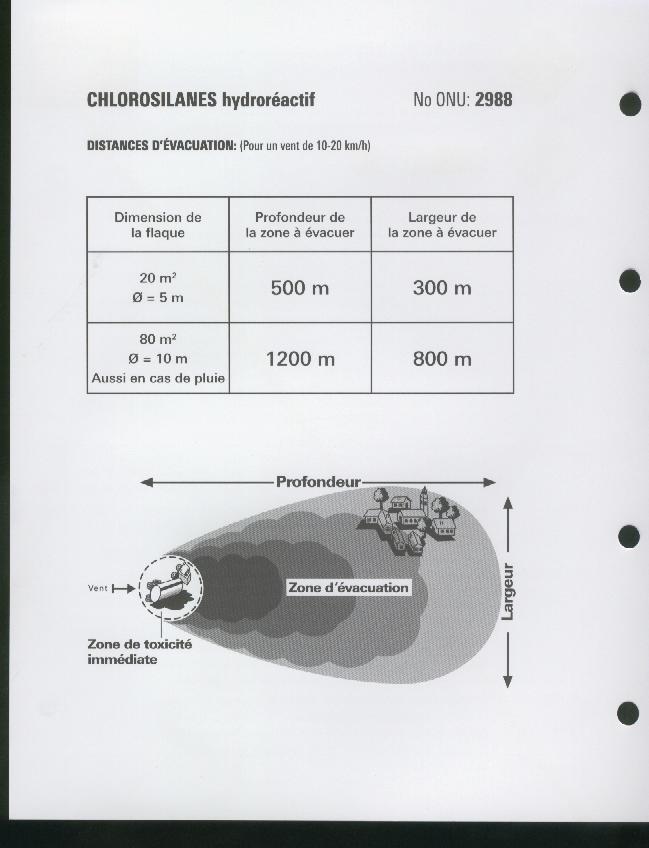 CHLOROSILANES hydroréactif No ONU: 2988
DISTANCES D'ÉVACUATION: (Pour un vent de 10-20 km/h)
Dimension de la flaque
Profondeur de la zone à évacuer
Largeur de la zone à évacuer
20 m²
Ø = 5 m
500 m
300 m
80 m²
Ø = 10 m
Aussi en cas de pluie
1200 m
800 m
Profondeur
Vent
Zone d'évacuation
Largeur
Zone de toxicité
immédiate